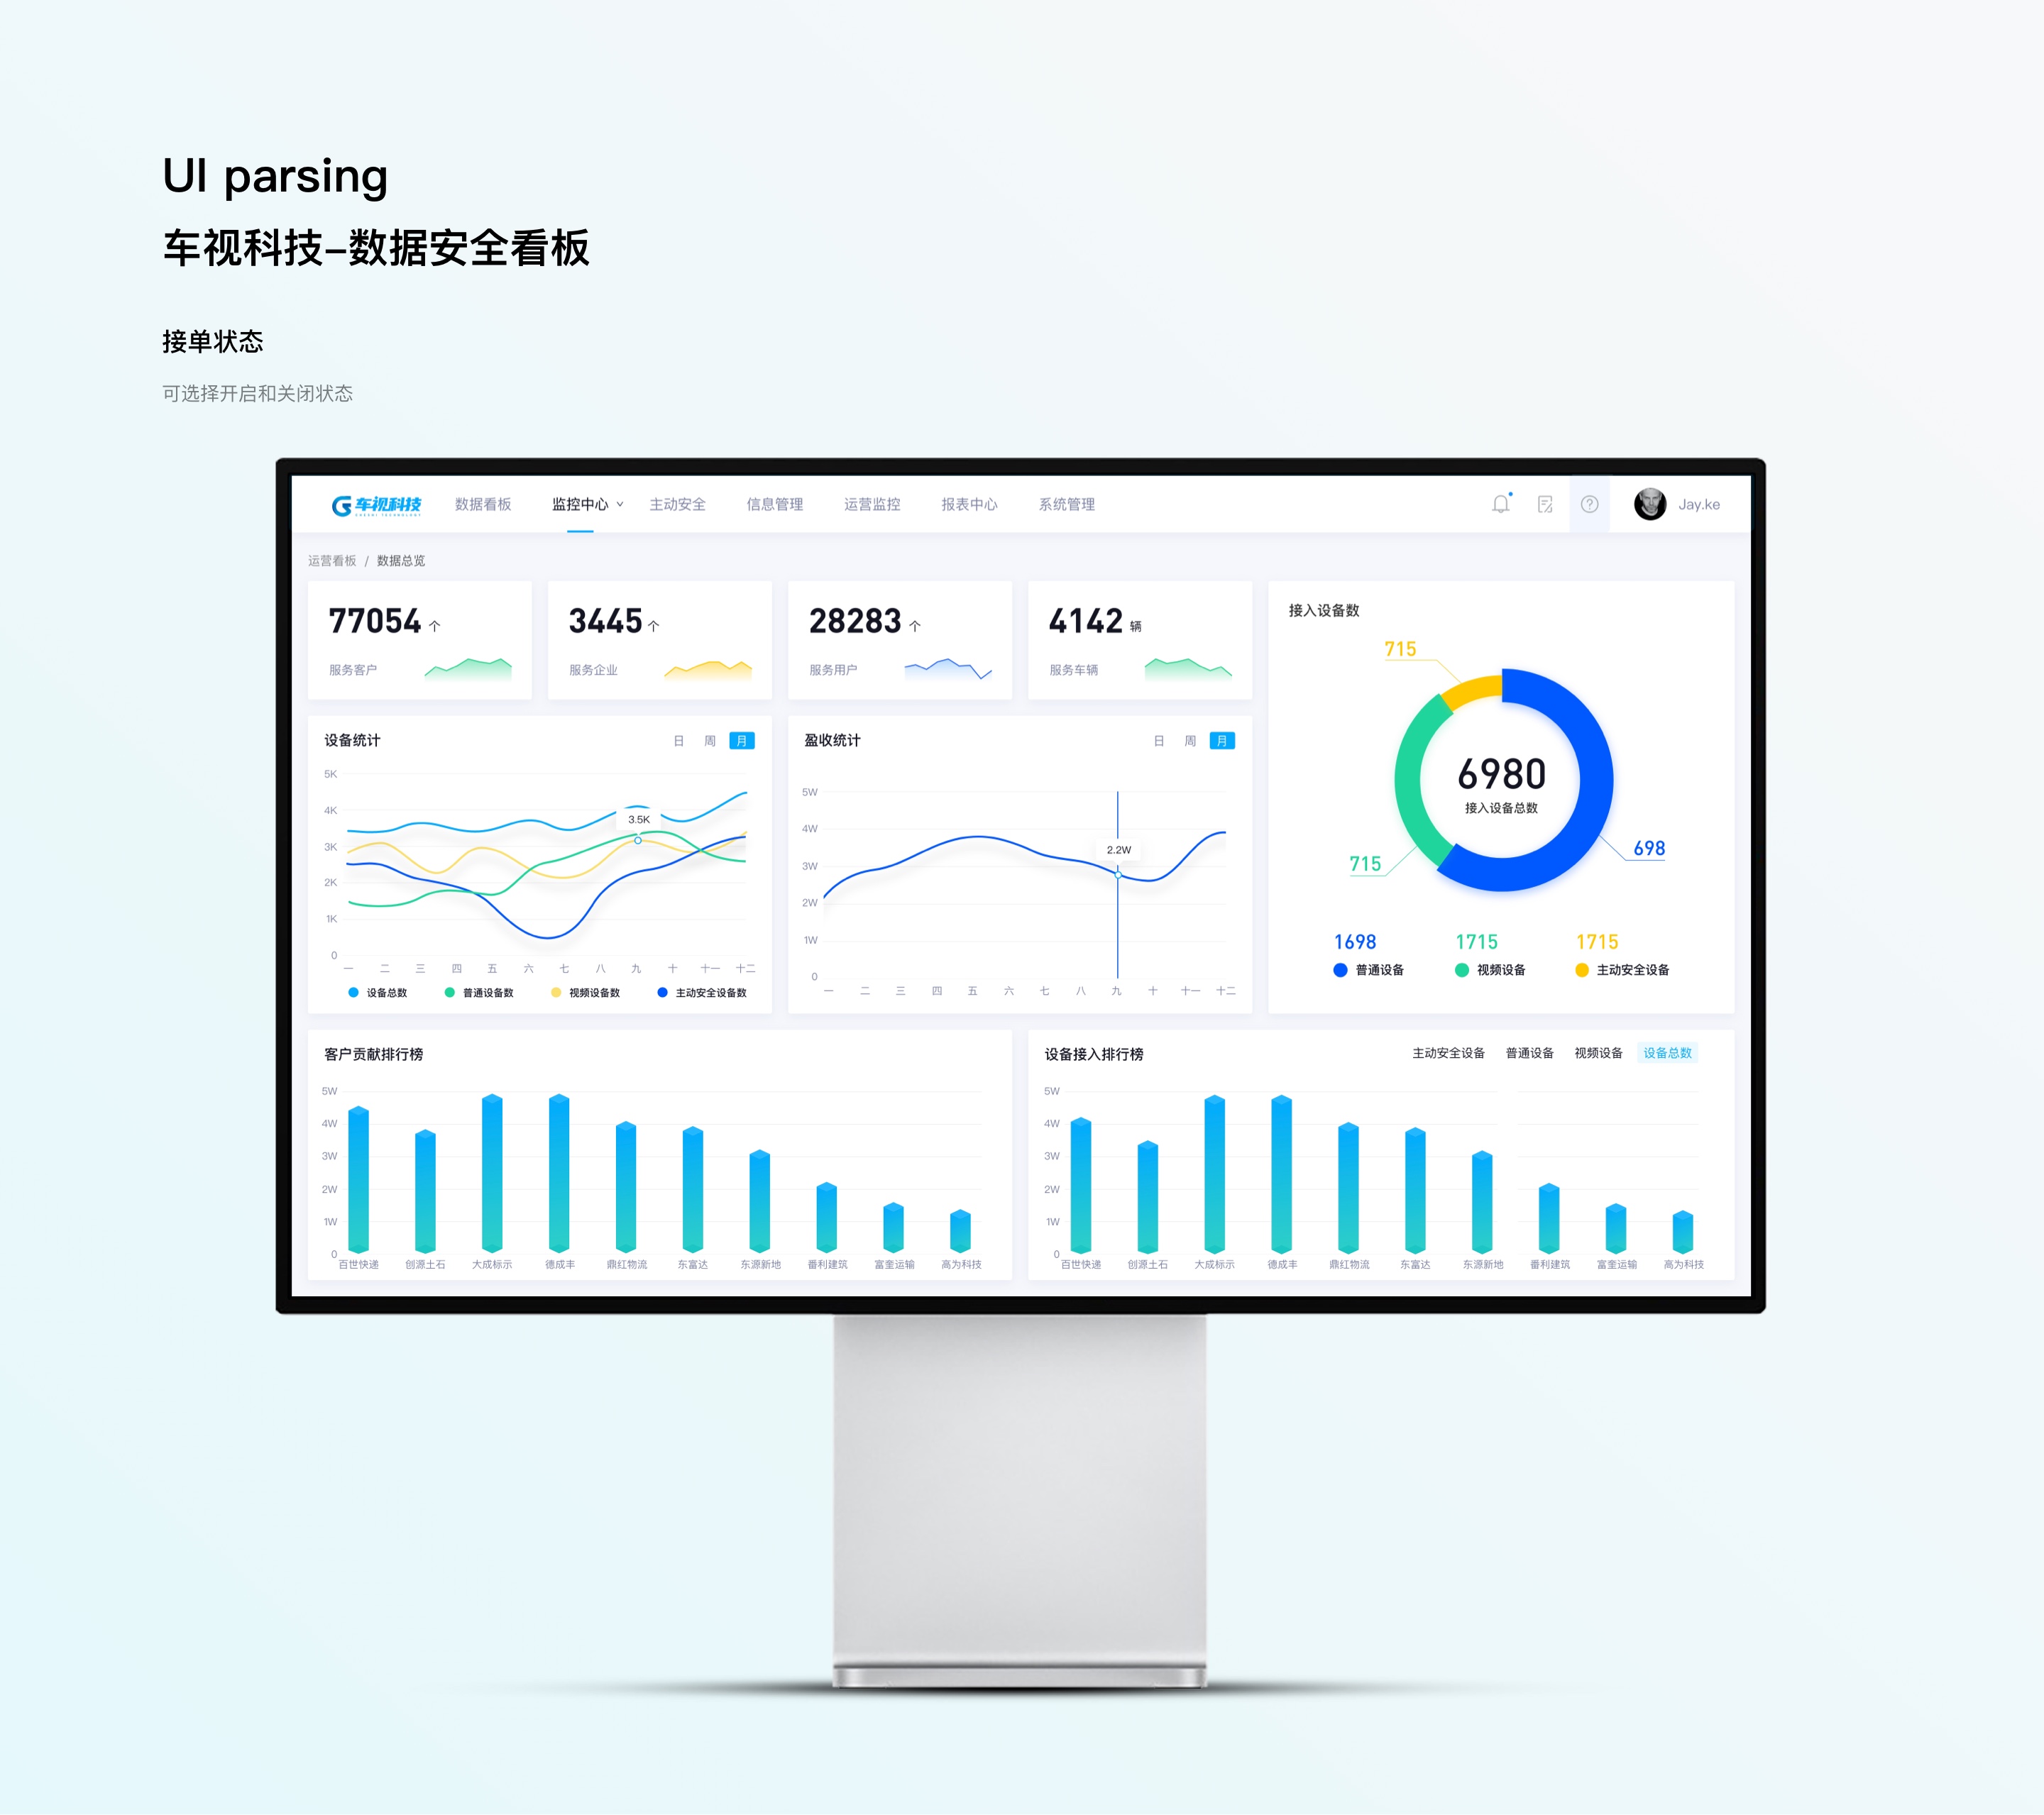 UI parsing
车视科技–数据安全看板
接单状态
可选择开启和关闭状态
车视科技 数据看板 监控中心 主动安全 信息管理 运营监控 报表中心 系统管理 Jay.ke
运营看板 / 数据总览
77054 个
服务客户
3445 个
服务企业
28283 个
服务用户
4142 辆
服务车辆
接入设备数
715
6980
接入设备总数
715
698
1698 1715 1715
普通设备 视频设备 主动安全设备
设备统计 日 周 月
5K
4K
3K
2K
1K
0
3.5K
一 二 三 四 五 六 七 八 九 十 十一 十二
设备总数 普通设备数 视频设备数 主动安全设备数
盈收统计 日 周 月
5W
4W
3W
2W
1W
0
2.2W
一 二 三 四 五 六 七 八 九 十 十一 十二
客户贡献排行榜
5W
4W
3W
2W
1W
0
百世快递 创源土石 大成标示 德成丰 鼎红物流 东富达 东源新地 番利建筑 富奎运输 高为科技
设备接入排行榜 主动安全设备 普通设备 视频设备 设备总数
5W
4W
3W
2W
1W
0
百世快递 创源土石 大成标示 德成丰 鼎红物流 东富达 东源新地 番利建筑 富奎运输 高为科技